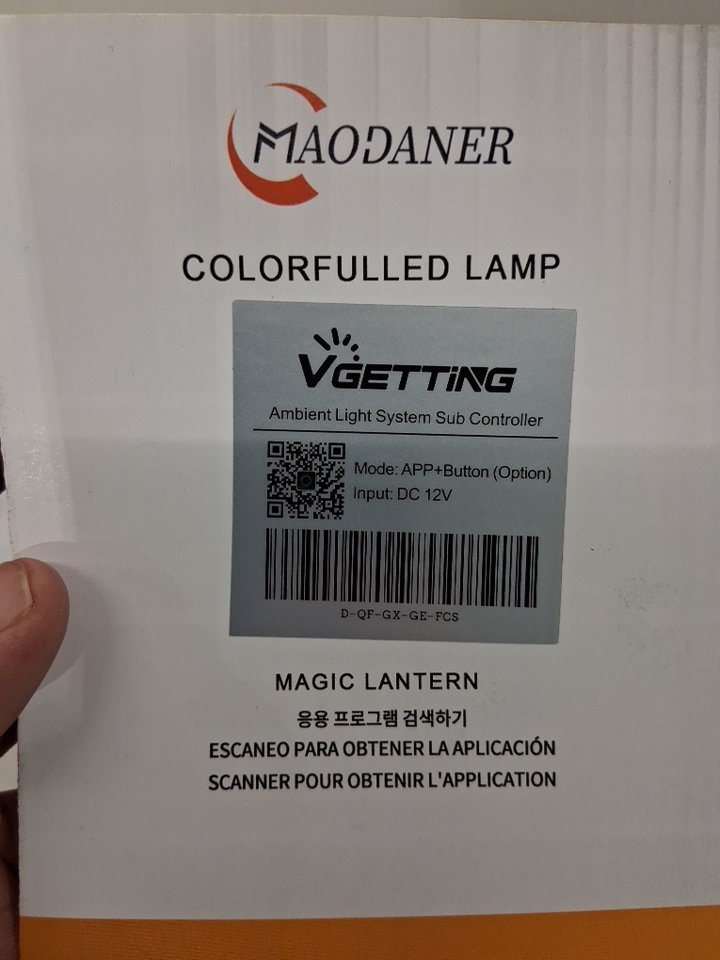 MAODANER
COLORFULLED LAMP
VGETTiNG
Ambient Light System Sub Controller
Mode: APP+Button (Option)
Input: DC 12V
D-QF-GX-GE-FCS
MAGIC LANTERN
응용 프로그램 검색하기
ESCANEO PARA OBTENER LA APLICACIÓN
SCANNER POUR OBTENIR L'APPLICATION